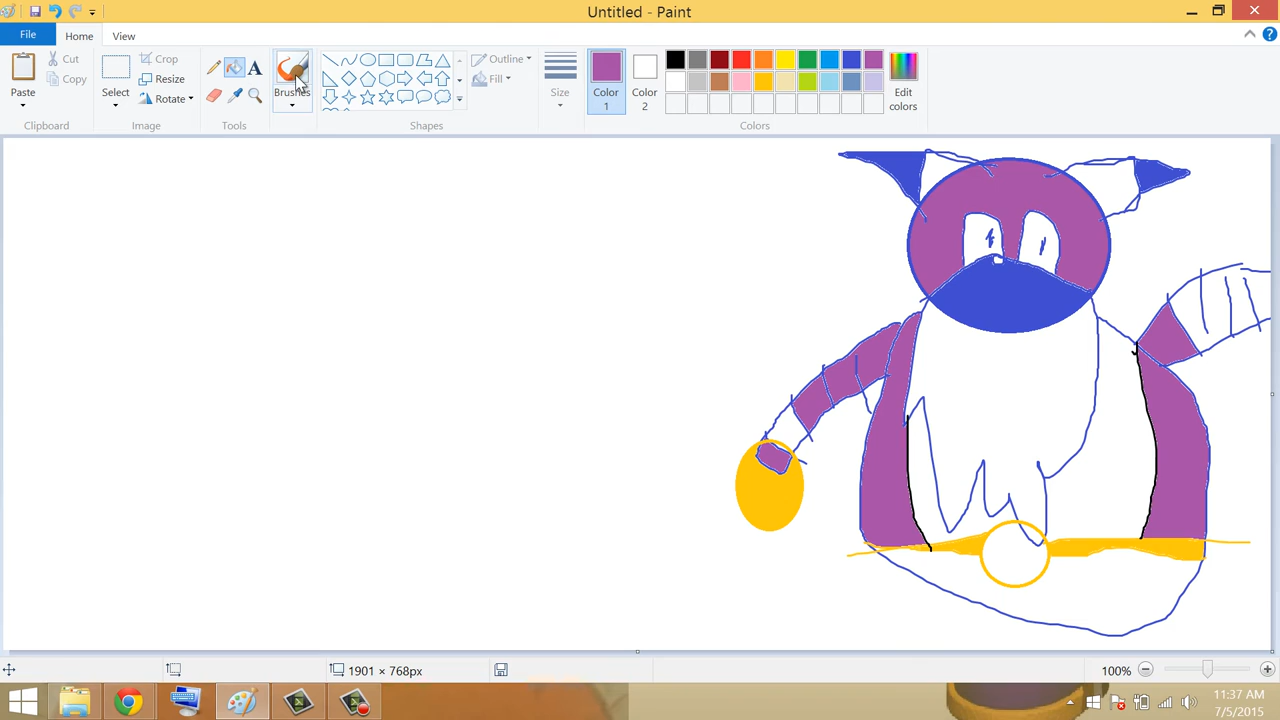 Untitled - Paint
File Home View
Paste Cut Copy Select Crop Resize Rotate Brushes Outline Fill Size Color 1 Color 2 Edit colors
Clipboard Image Tools Shapes Colors
1901 × 768px 100%
11:37 AM
7/5/2015